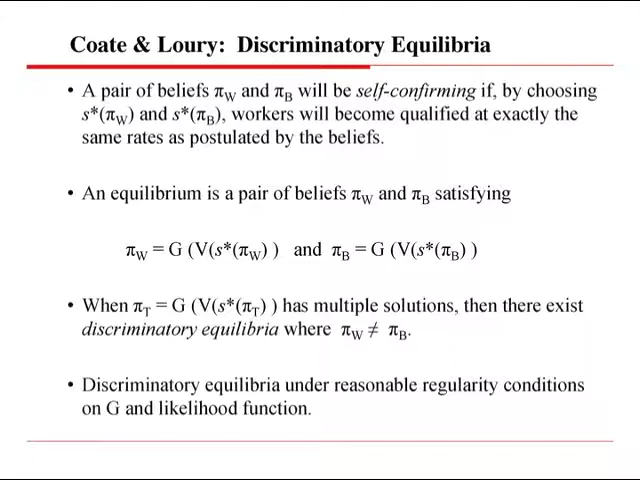 Coate & Loury: Discriminatory Equilibria
• A pair of beliefs πW and πB will be self-confirming if, by choosing
s*(πW) and s*(πB), workers will become qualified at exactly the
same rates as postulated by the beliefs.
• An equilibrium is a pair of beliefs πW and πB satisfying
πW = G (V(s*(πW) ) and πB = G (V(s*(πB) )
• When πT = G (V(s*(πT) ) has multiple solutions, then there exist
discriminatory equilibria where πW ≠ πB.
• Discriminatory equilibria under reasonable regularity conditions
on G and likelihood function.